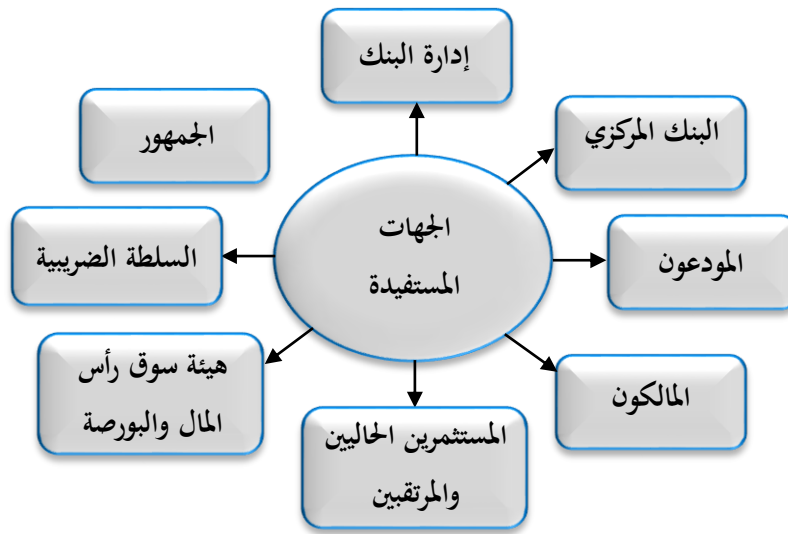 إدارة البنك
البنك المركزي
الجمهور
الجهات
المستفيدة
المودعون
السلطة الضريبية
هيئة سوق رأس
المال والبورصة
المالكون
المستثمرين الحاليين
والمرتقبين